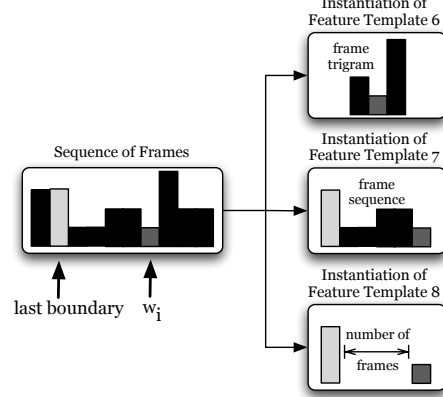 Instantiation of
Feature Template 6
frame
trigram
Sequence of Frames
last boundary
w_i
Instantiation of
Feature Template 7
frame
sequence
Instantiation of
Feature Template 8
number of
frames